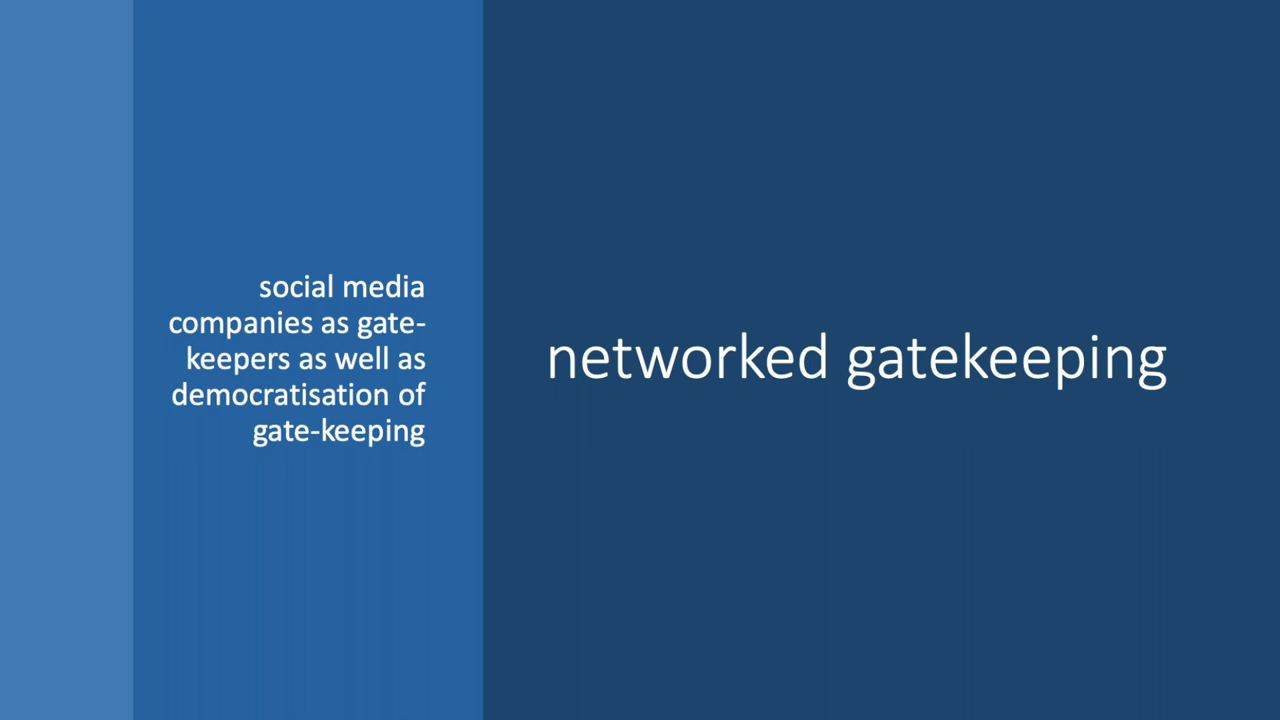 social media
companies as gate-
keepers as well as
democratisation of
gate-keeping
networked gatekeeping